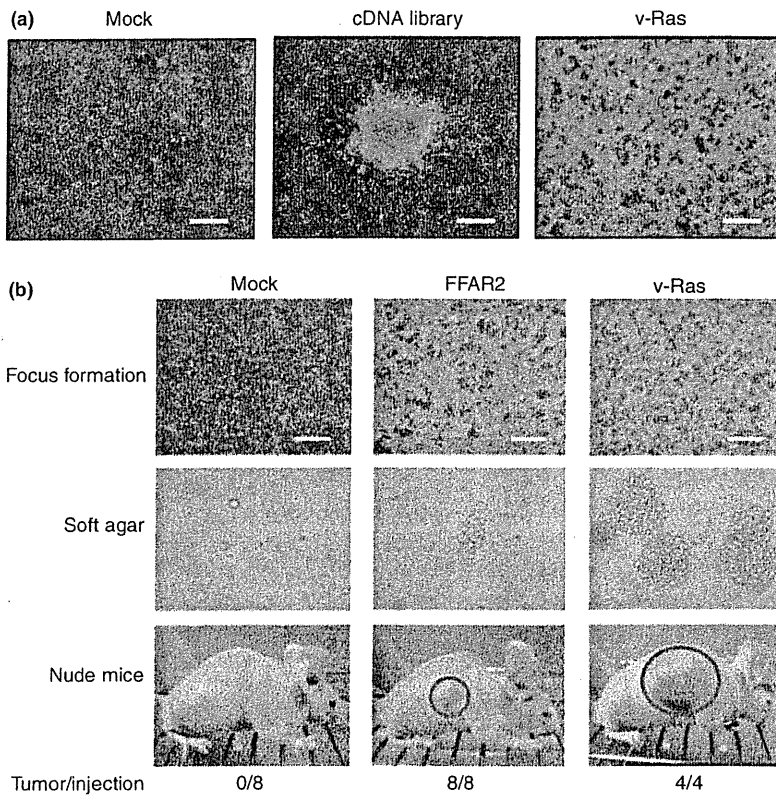 (a) Mock cDNA library v-Ras
(b) Mock FFAR2 v-Ras
Focus formation
Soft agar
Nude mice
Tumor/injection 0/8 8/8 4/4